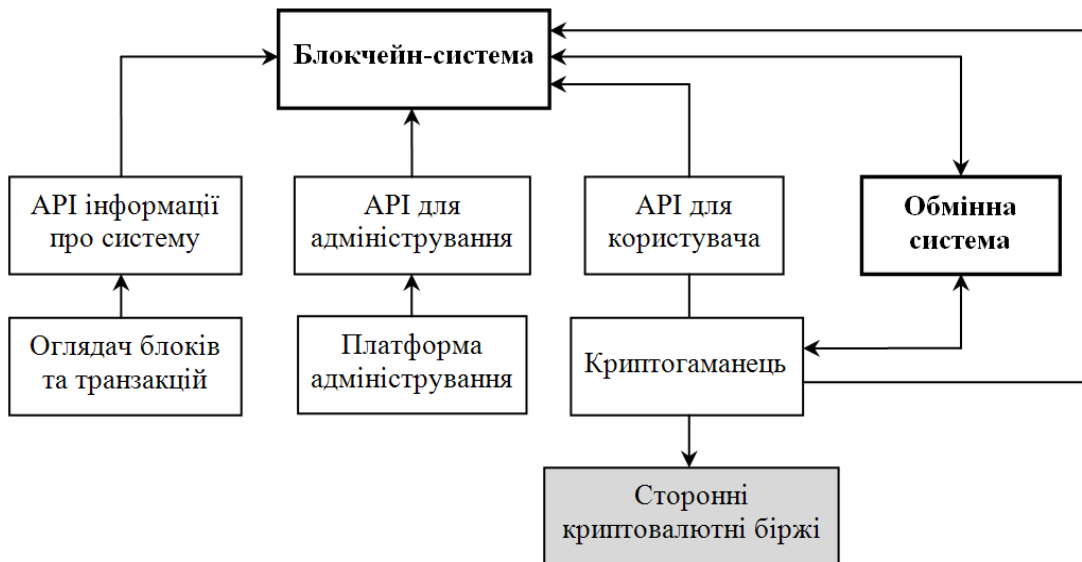 Блокчейн-система
API інформації
про систему
API для
адміністрування
API для
користувача
Обмінна
система
Оглядач блоків
та транзакцій
Платформа
адміністрування
Криптогаманець
Сторонні
криптовалютні біржі